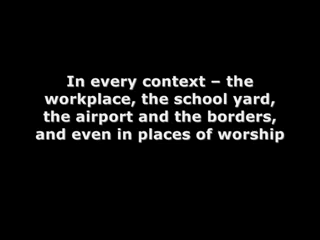 In every context – the
workplace, the school yard,
the airport and the borders,
and even in places of worship